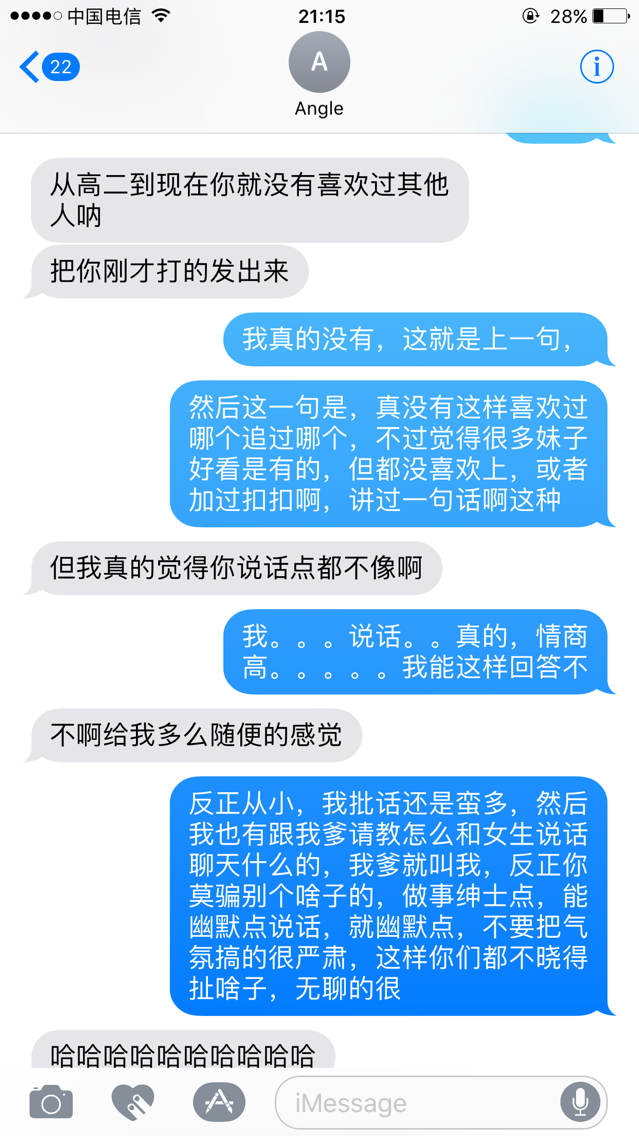 中国电信
21:15
28%
22
A
Angle
从高二到现在你就没有喜欢过其他
人呐
把你刚才打的发出来
我真的没有，这就是上一句，
然后这一句是，真没有这样喜欢过
哪个追过哪个，不过觉得很多妹子
好看是有的，但都没喜欢上，或者
加过扣扣啊，讲过一句话啊这种
但我真的觉得你说话点都不像啊
我。。。说话。。真的，情商
高。。。。。我能这样回答不
不啊给我多么随便的感觉
反正从小，我批话还是蛮多，然后
我也有跟我爹请教怎么和女生说话
聊天什么的，我爹就叫我，反正你
莫骗别个啥子的，做事绅士点，能
幽默点说话，就幽默点，不要把气
氛搞的很严肃，这样你们都不晓得
扯啥子，无聊的很
哈哈哈哈哈哈哈哈哈哈
iMessage